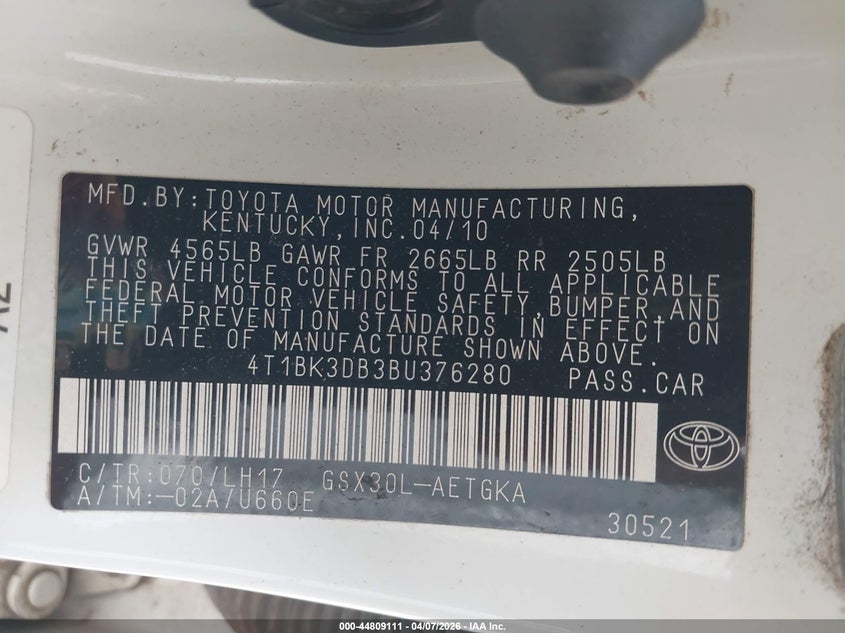 MFD.BY:TOYOTA MOTOR MANUFACTURING,
KENTUCKY,INC.04/10
GVWR 4565LB GAWR FR 2665LB RR 2505LB
THIS VEHICLE CONFORMS TO ALL APPLICABLE
FEDERAL MOTOR VEHICLE SAFETY,BUMPER,AND
THEFT PREVENTION STANDARDS IN EFFECT ON
THE DATE OF MANUFACTURE SHOWN ABOVE.
4T1BK3DB3BU376280 PASS.CAR
C/TR:070/LH17 GSX30L-AETGKA
A/TM:-02A/U660E
30521
000-44809111 - 04/07/2026 - IAA Inc.